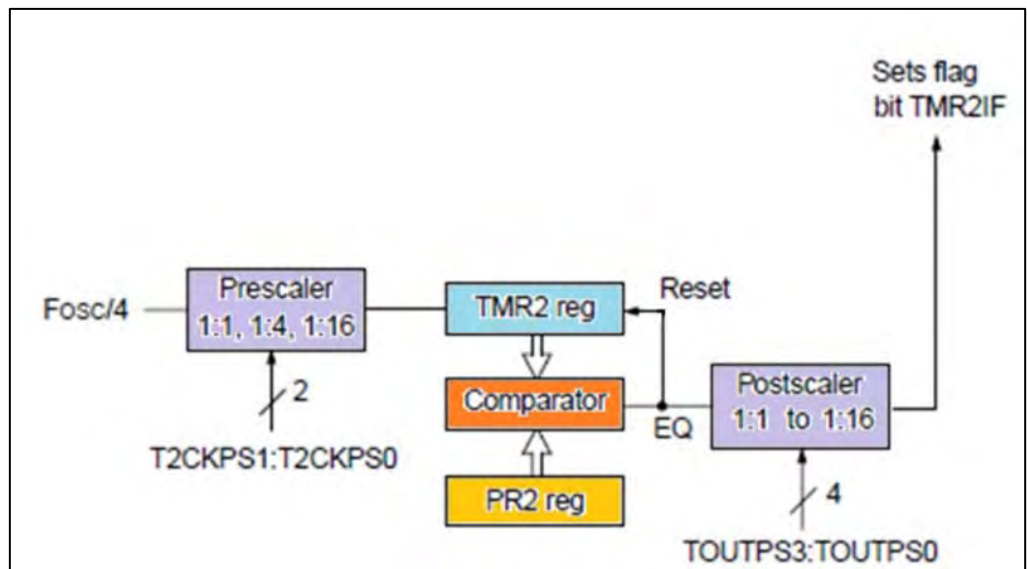 Sets flag
bit TMR2IF
Fosc/4
Prescaler
1:1, 1:4, 1:16
TMR2 reg
Reset
Comparator
EQ
Postscaler
1:1 to 1:16
2
T2CKPS1:T2CKPS0
PR2 reg
4
TOUTPS3:TOUTPS0